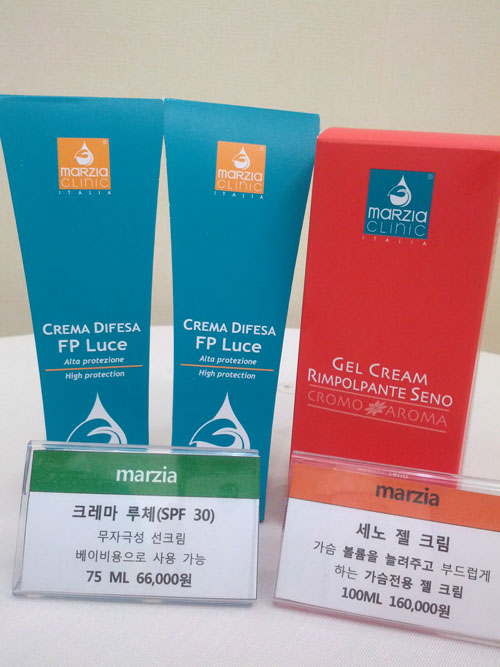 marzia
CLINIC
ITALIA
CREMA DIFESA
FP Luce
Alta protezione
High protection
marzia
CLINIC
ITALIA
CREMA DIFESA
FP Luce
Alta protezione
High protection
marzia
CLINIC
ITALIA
GEL CREAM
RIMPOLPANTE SENO
CROMO AROMA
marzia
크레마 루체(SPF 30)
무자극성 선크림
베이비용으로 사용 가능
75 ML 66,000원
marzia
세노 젤 크림
가슴 볼륨을 늘려주고 부드럽게
하는 가슴전용 젤 크림
100ML 160,000원